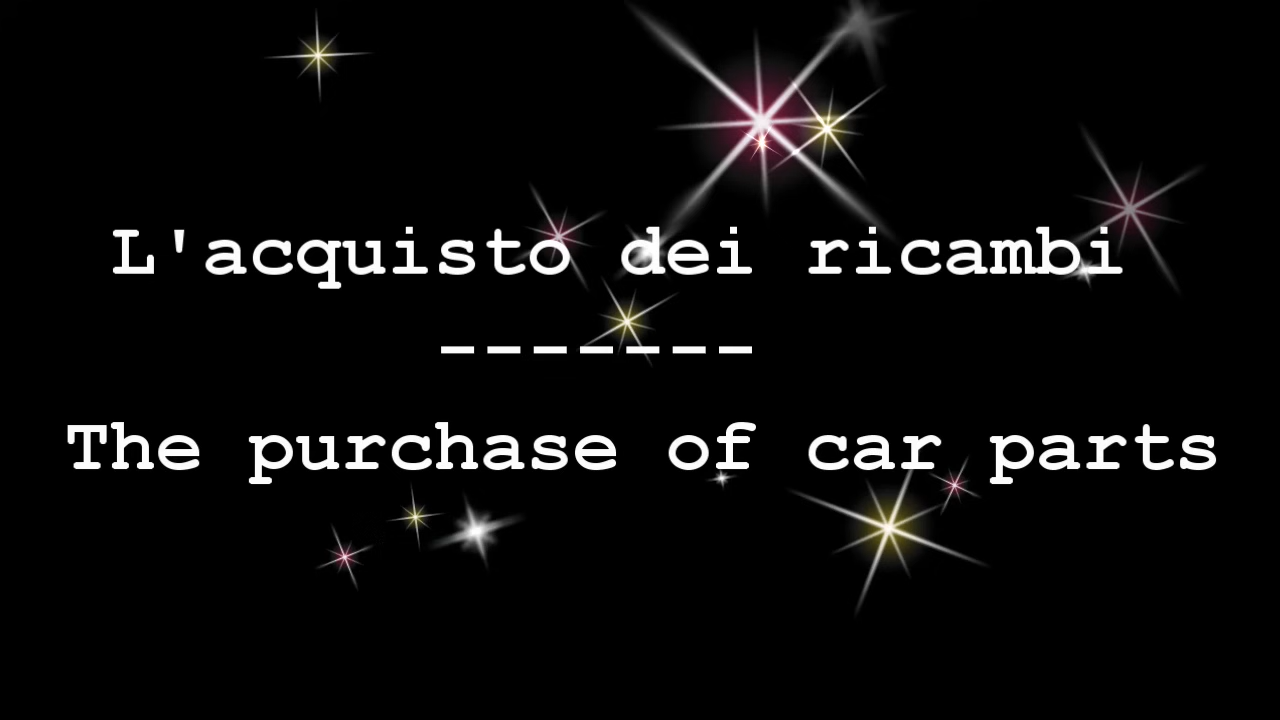 L'acquisto dei ricambi
-------
The purchase of car parts